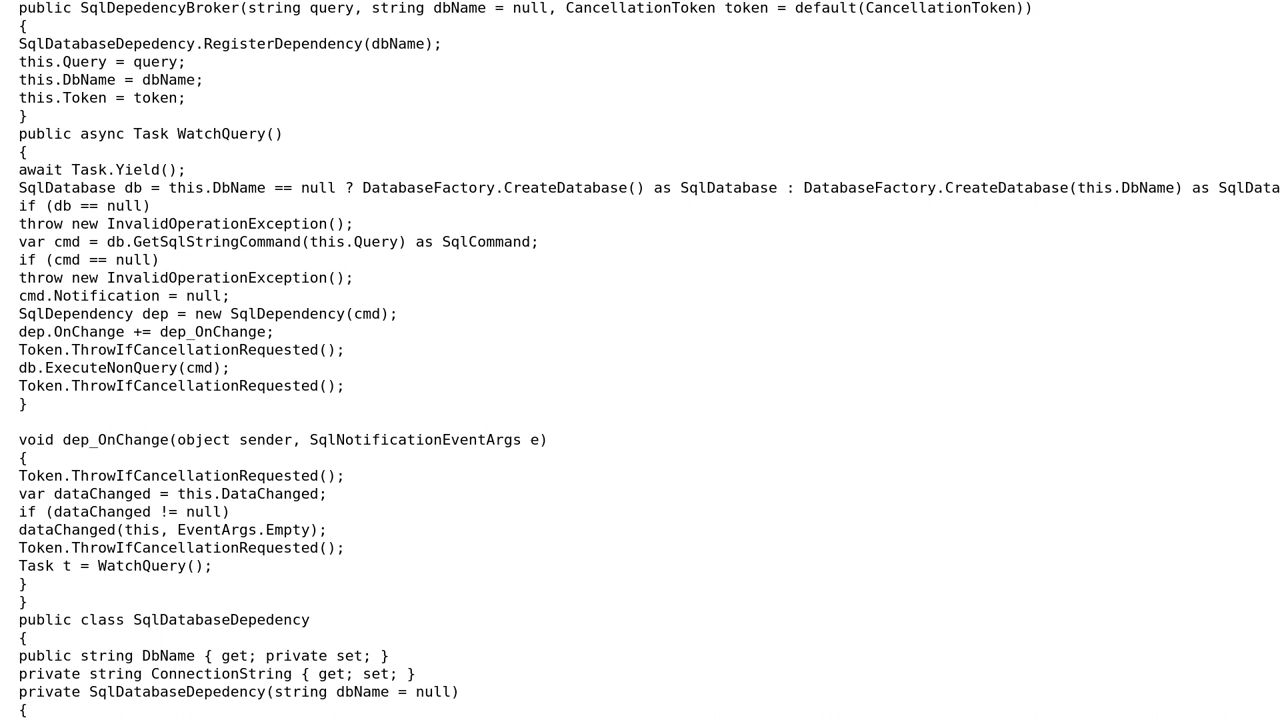 public SqlDepedencyBroker(string query, string dbName = null, CancellationToken token = default(CancellationToken))
{
SqlDatabaseDepedency.RegisterDependency(dbName);
this.Query = query;
this.DbName = dbName;
this.Token = token;
}
public async Task WatchQuery()
{
await Task.Yield();
SqlDatabase db = this.DbName == null ? DatabaseFactory.CreateDatabase() as SqlDatabase : DatabaseFactory.CreateDatabase(this.DbName) as SqlData
if (db == null)
throw new InvalidOperationException();
var cmd = db.GetSqlStringCommand(this.Query) as SqlCommand;
if (cmd == null)
throw new InvalidOperationException();
cmd.Notification = null;
SqlDependency dep = new SqlDependency(cmd);
dep.OnChange += dep_OnChange;
Token.ThrowIfCancellationRequested();
db.ExecuteNonQuery(cmd);
Token.ThrowIfCancellationRequested();
}
void dep_OnChange(object sender, SqlNotificationEventArgs e)
{
Token.ThrowIfCancellationRequested();
var dataChanged = this.DataChanged;
if (dataChanged != null)
dataChanged(this, EventArgs.Empty);
Token.ThrowIfCancellationRequested();
Task t = WatchQuery();
}
}
public class SqlDatabaseDepedency
{
public string DbName { get; private set; }
private string ConnectionString { get; set; }
private SqlDatabaseDepedency(string dbName = null)
{